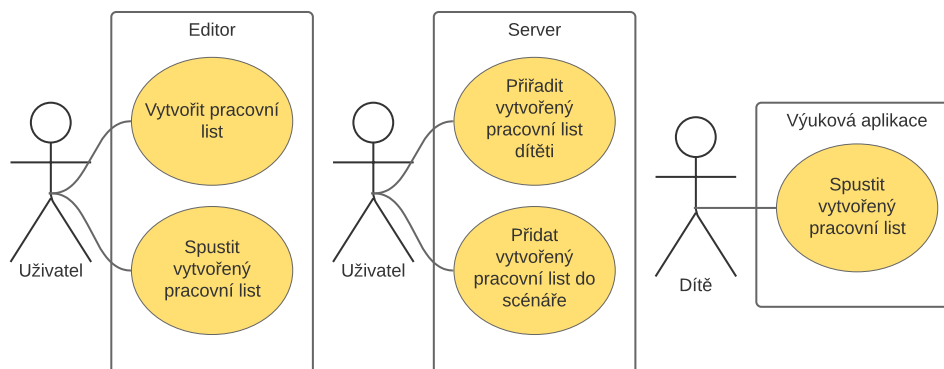 Editor
Vytvořit pracovní
list
Spustit
vytvořený
pracovní list
Uživatel
Server
Přiřadit
vytvořený
pracovní list
dítěti
Přidat
vytvořený
pracovní list do
scénáře
Uživatel
Výuková aplikace
Spustit
vytvořený
pracovní list
Dítě